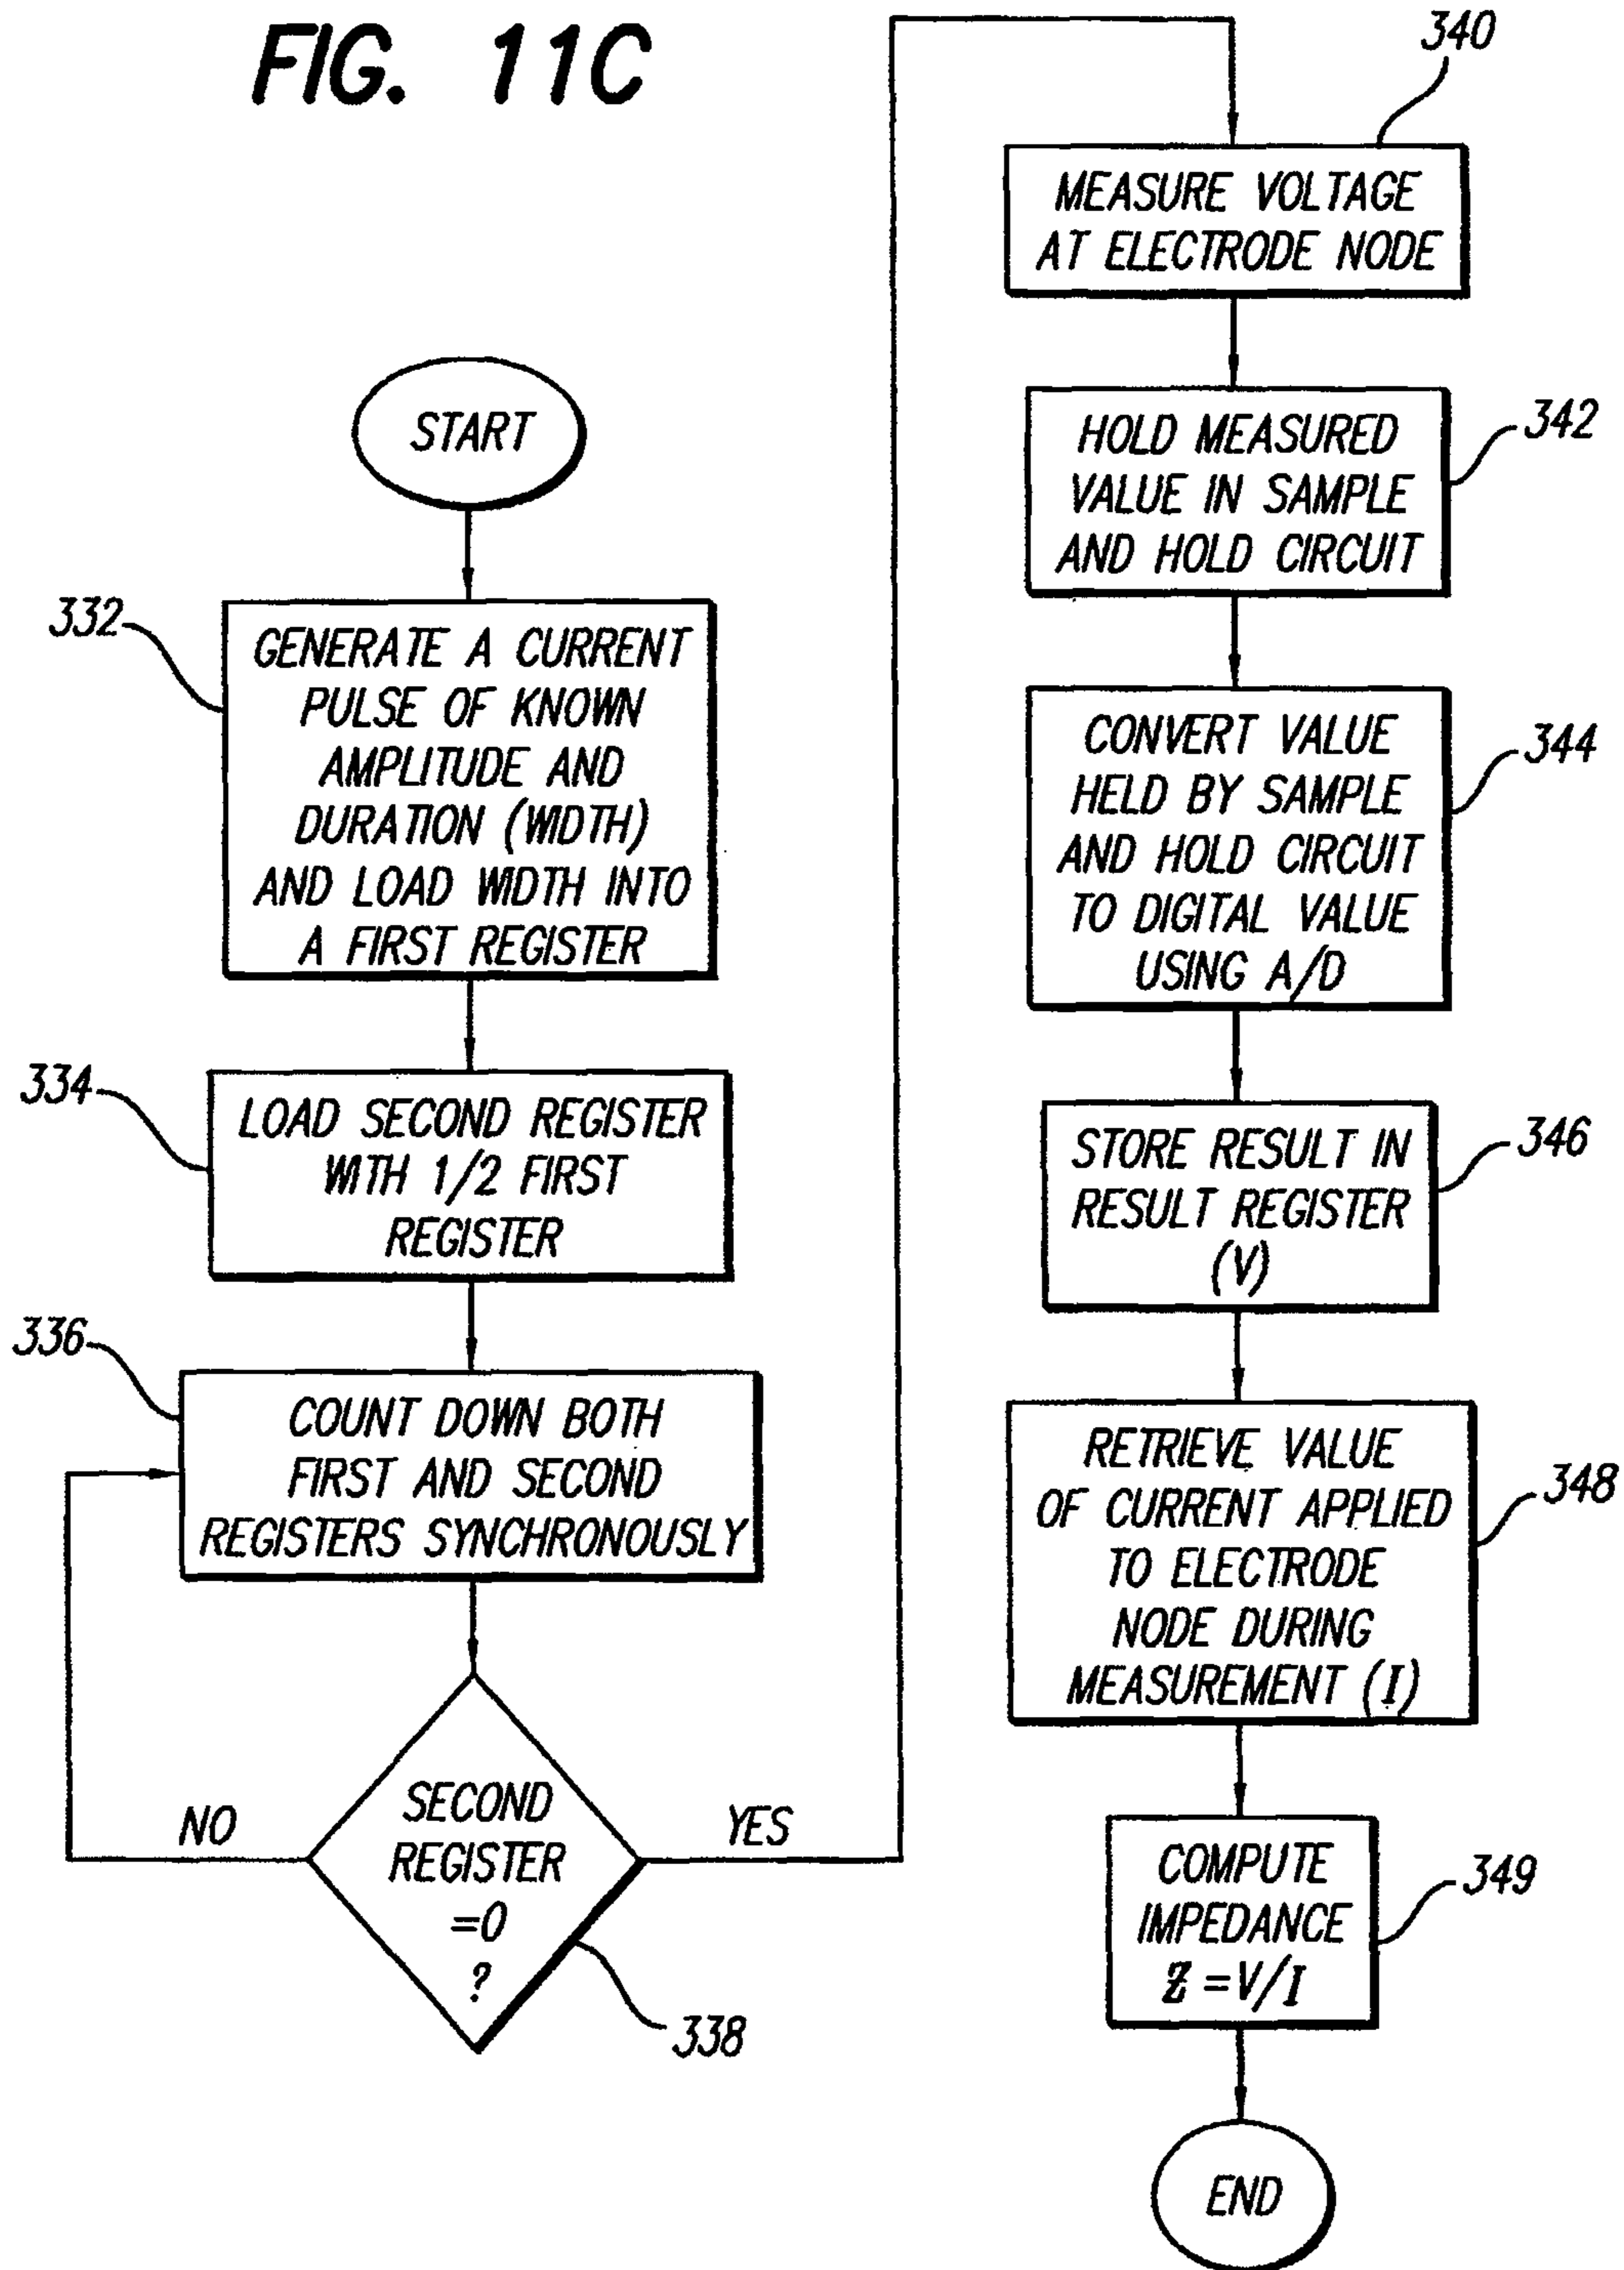 FIG. 11C
START
332
GENERATE A CURRENT
PULSE OF KNOWN
AMPLITUDE AND
DURATION (WIDTH)
AND LOAD WIDTH INTO
A FIRST REGISTER
334
LOAD SECOND REGISTER
WITH 1/2 FIRST
REGISTER
336
COUNT DOWN BOTH
FIRST AND SECOND
REGISTERS SYNCHRONOUSLY
NO
SECOND
REGISTER
=0
?
YES
338
340
MEASURE VOLTAGE
AT ELECTRODE NODE
342
HOLD MEASURED
VALUE IN SAMPLE
AND HOLD CIRCUIT
344
CONVERT VALUE
HELD BY SAMPLE
AND HOLD CIRCUIT
TO DIGITAL VALUE
USING A/D
346
STORE RESULT IN
RESULT REGISTER
(V)
348
RETRIEVE VALUE
OF CURRENT APPLIED
TO ELECTRODE
NODE DURING
MEASUREMENT (I)
349
COMPUTE
IMPEDANCE
Z =V/I
END